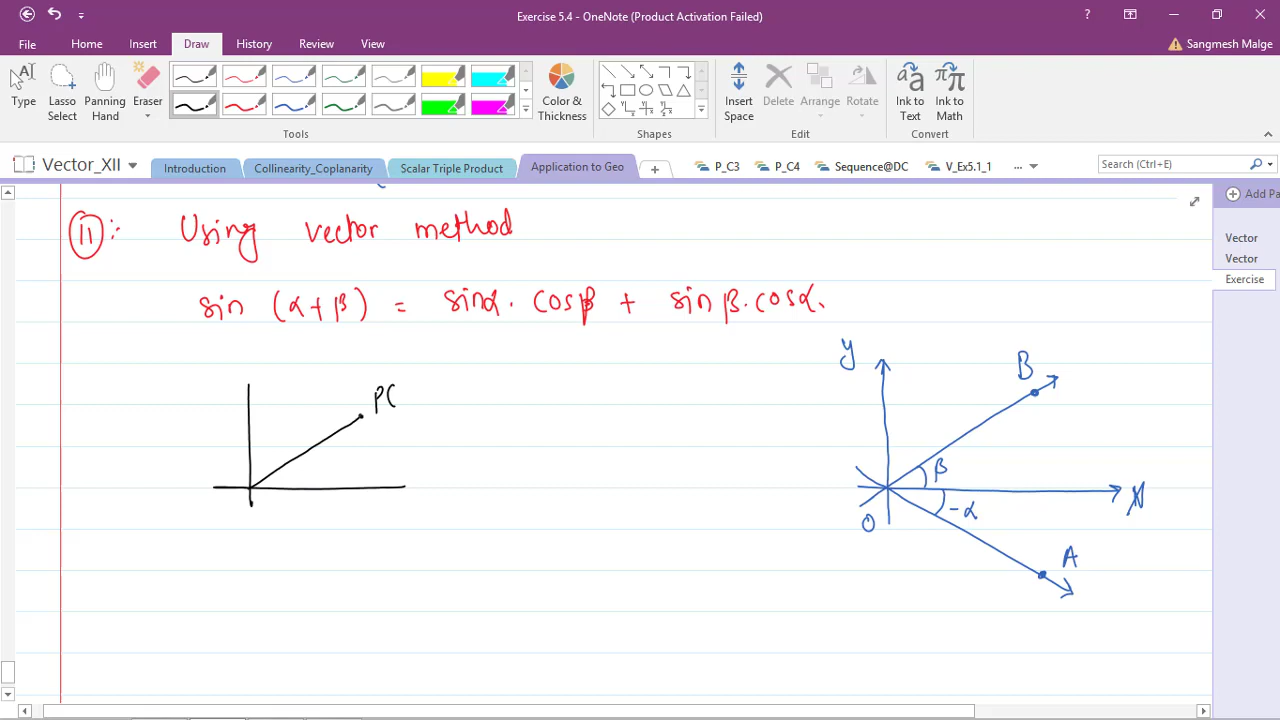 Exercise 5.4 - OneNote (Product Activation Failed)
?
File Home Insert Draw History Review View
Sangmesh Malge
Type
Lasso Select
Panning Hand
Eraser
Color & Thickness
Insert Space
Delete
Arrange
Rotate
Ink to Text
Ink to Math
Tools
Shapes
Edit
Convert
Vector_XII
Introduction
Collinearity_Coplanarity
Scalar Triple Product
Application to Geo
P_C3
P_C4
Sequence@DC
V_Ex5.1_1
...
Search (Ctrl+E)
Add Pa
Vector
Vector
Exercise
11 : Using vector method
sin (α+β) = sinα. cosβ + sinβ. cosα.
P(
y
B
β
X
-α
O
A